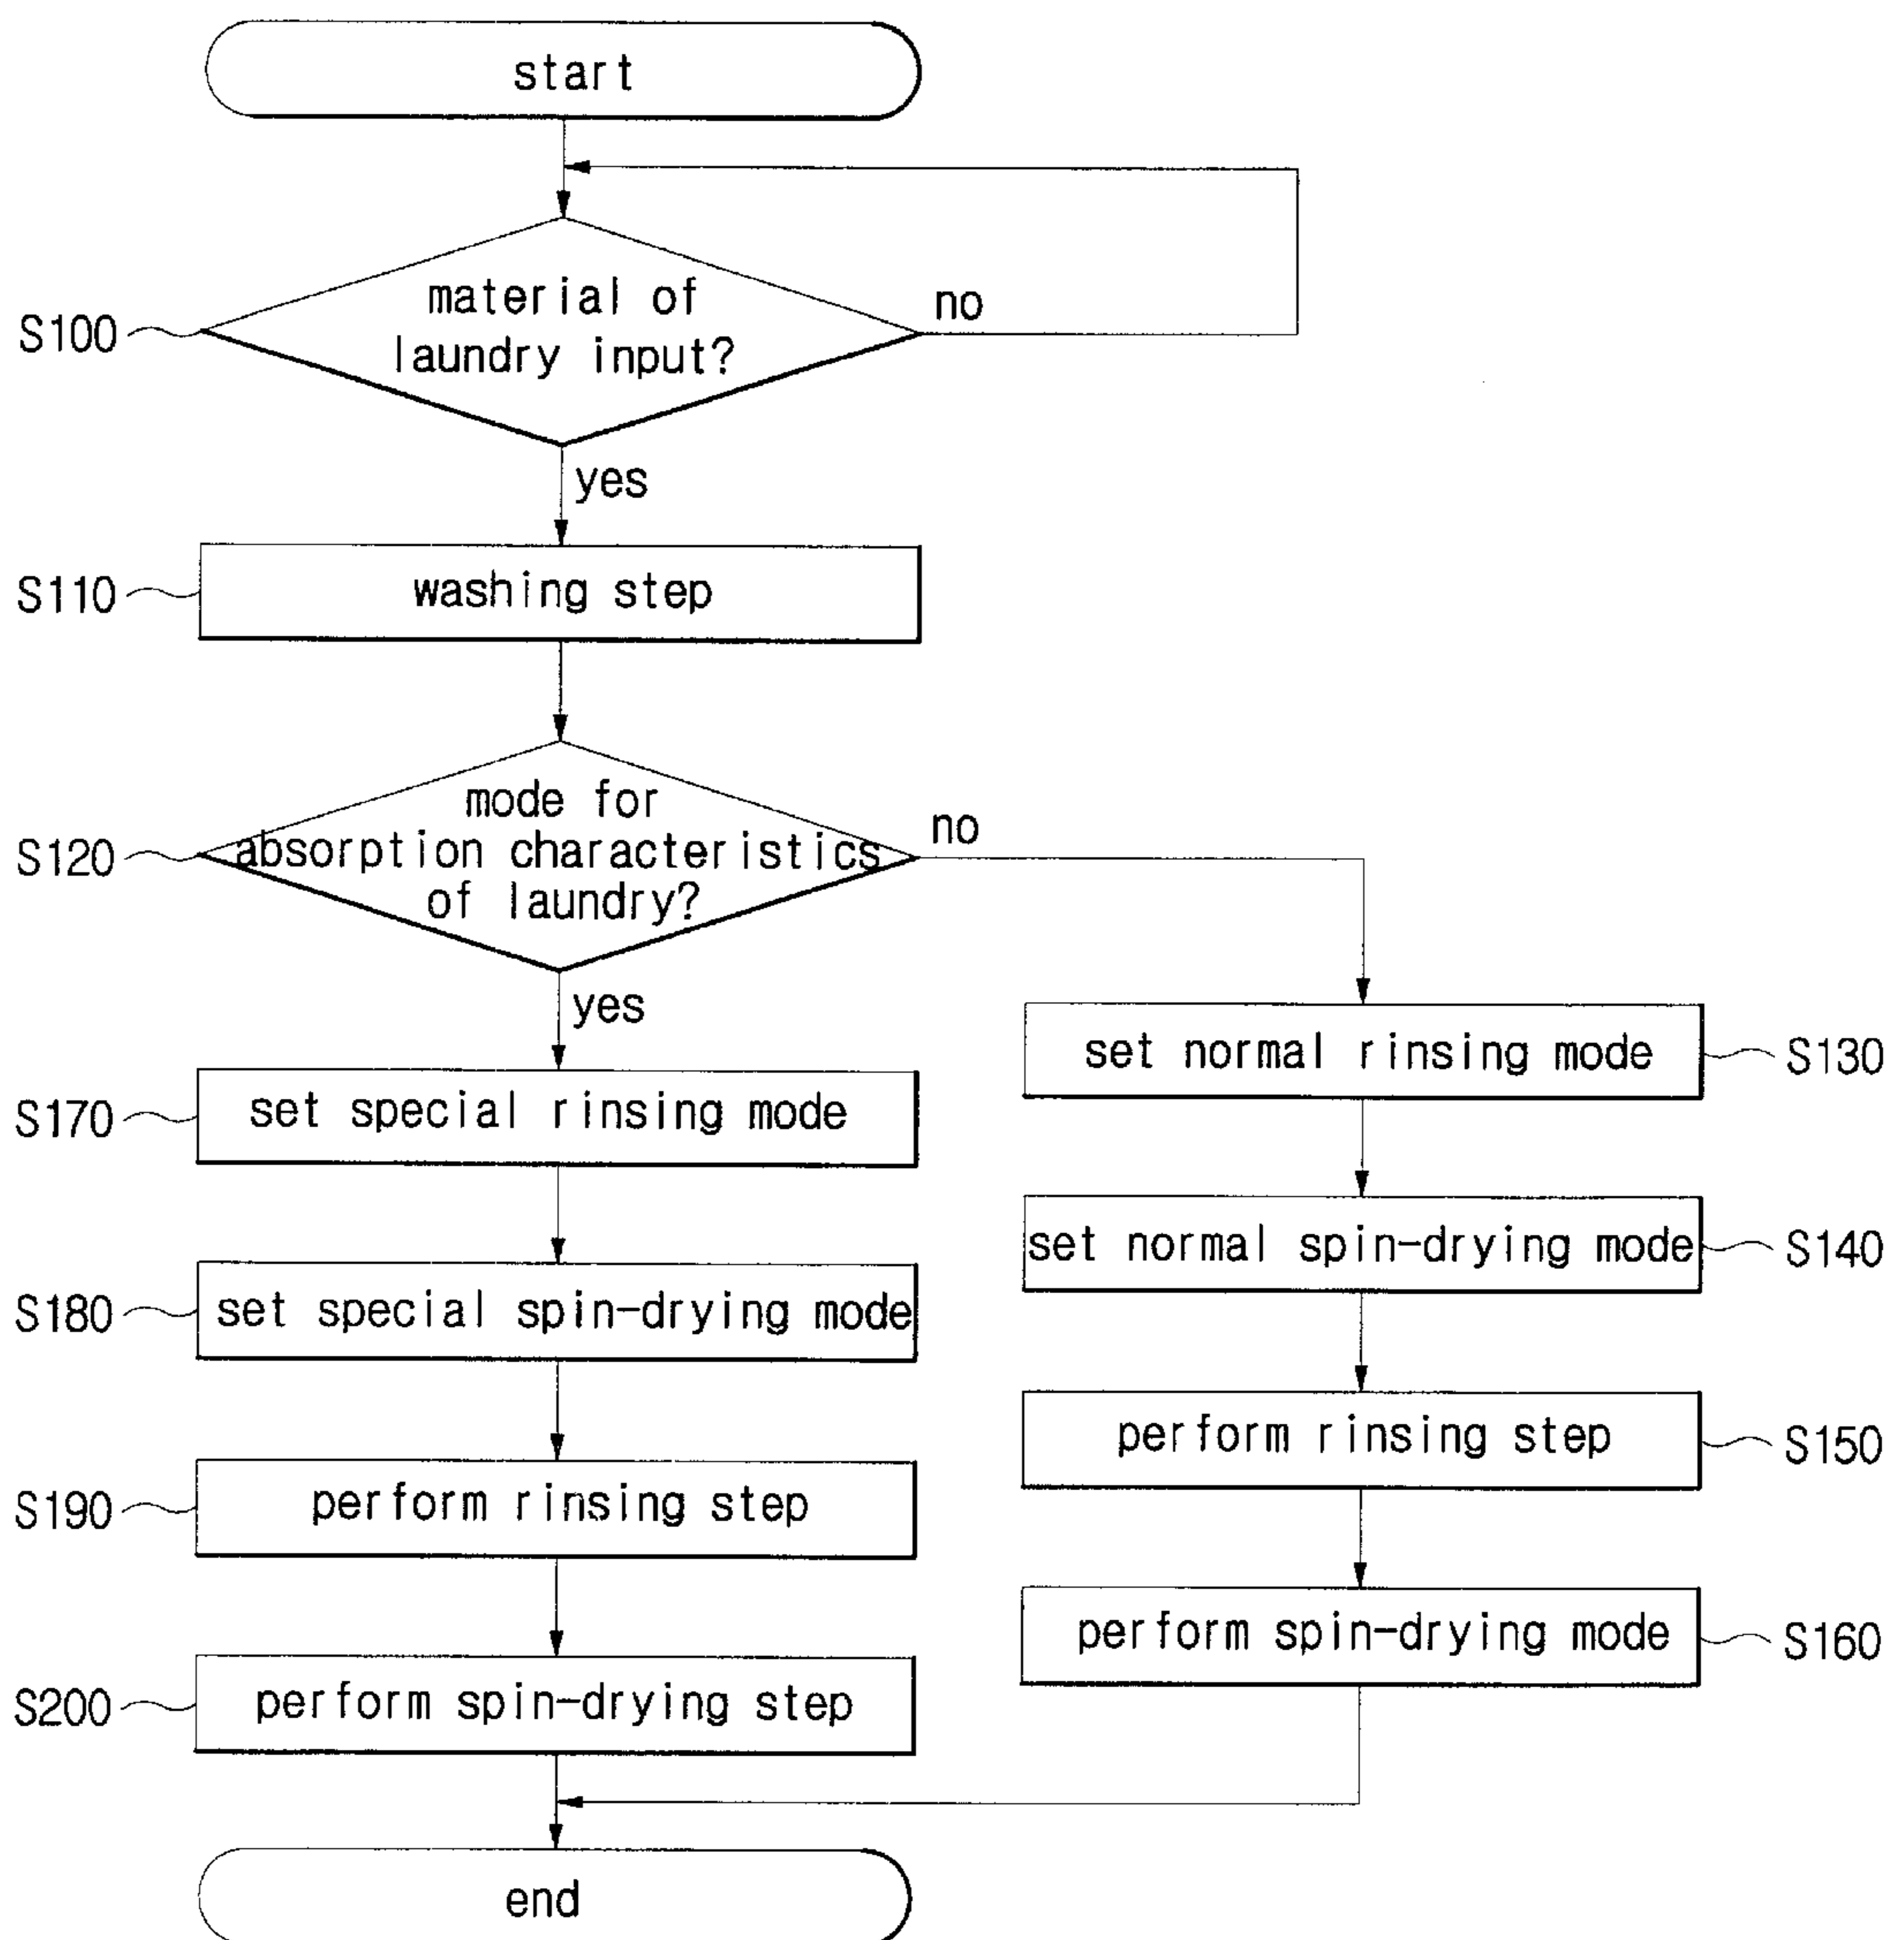 start
material of
laundry input?
no
S100
yes
S110
washing step
mode for
absorption characteristics
of laundry?
no
S120
yes
set normal rinsing mode
S130
S170
set special rinsing mode
set normal spin-drying mode
S140
S180
set special spin-drying mode
perform rinsing step
S150
S190
perform rinsing step
perform spin-drying mode
S160
S200
perform spin-drying step
end